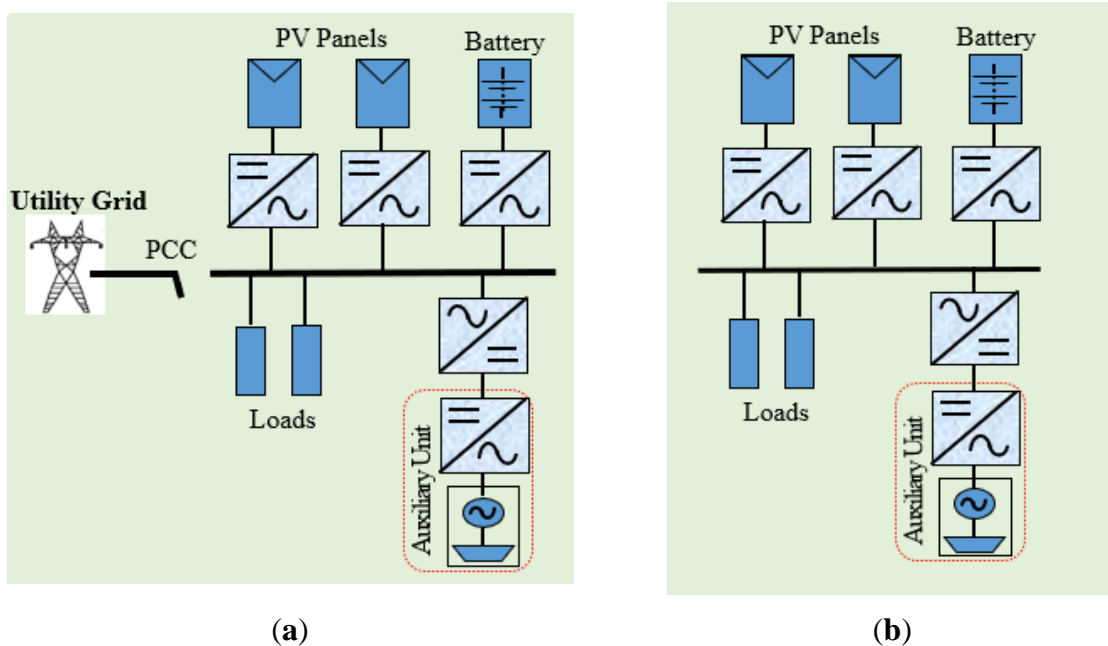 PV Panels
Battery
Utility Grid
PCC
Loads
Auxiliary Unit
(a)
PV Panels
Battery
Loads
Auxiliary Unit
(b)